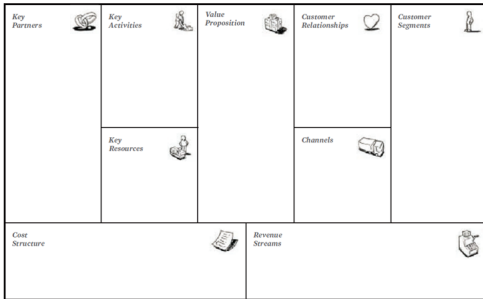 Key
Partners
Key
Activities
Value
Proposition
Customer
Relationships
Customer
Segments
Key
Resources
Channels
Cost
Structure
Revenue
Streams